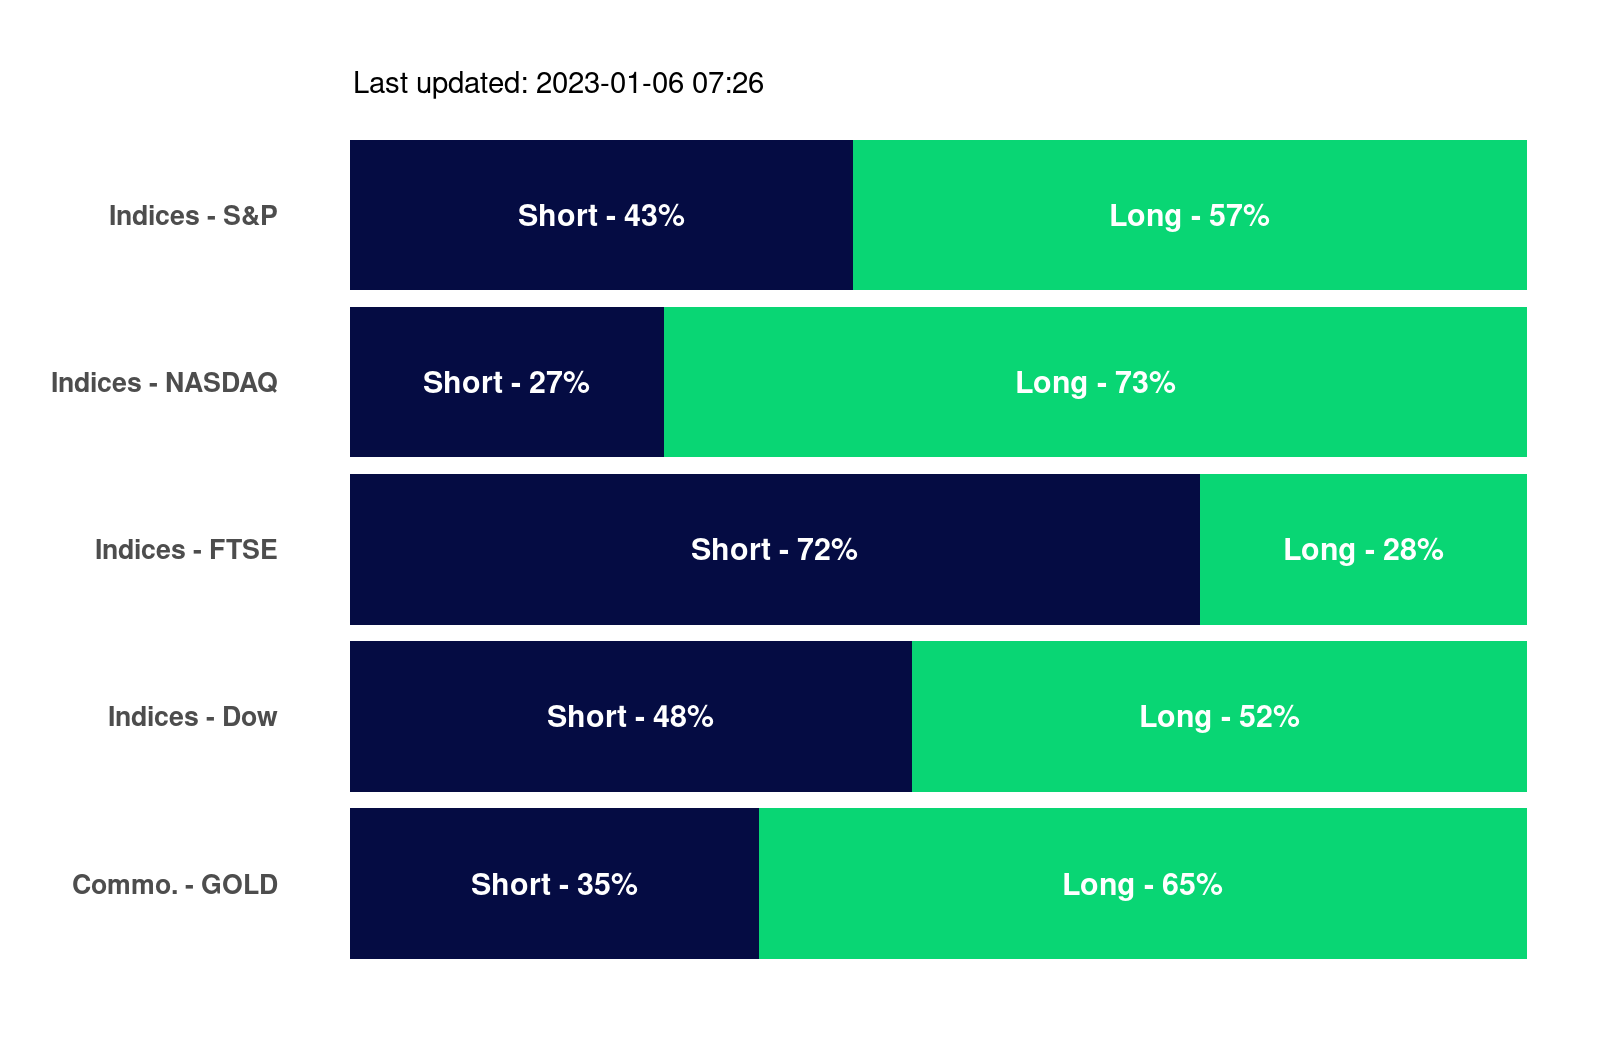 Last updated: 2023-01-06 07:26
Indices - S&P Short - 43% Long - 57%
Indices - NASDAQ Short - 27% Long - 73%
Indices - FTSE Short - 72% Long - 28%
Indices - Dow Short - 48% Long - 52%
Commo. - GOLD Short - 35% Long - 65%